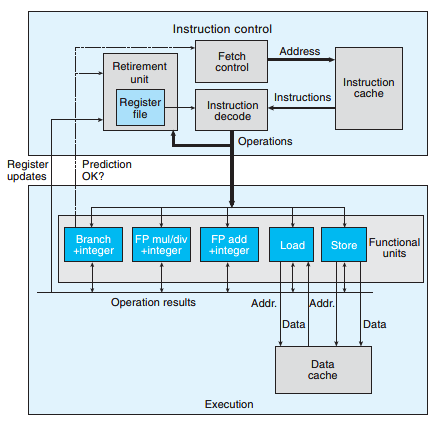 Instruction control
Fetch
control
Address
Retirement
unit
Register
file
Instruction
decode
Instructions
Instruction
cache
Operations
Register
updates
Prediction
OK?
Branch
+integer
FP mul/div
+integer
FP add
+integer
Load
Store
Functional
units
Operation results
Addr.
Addr.
Data
Data
Data
cache
Execution